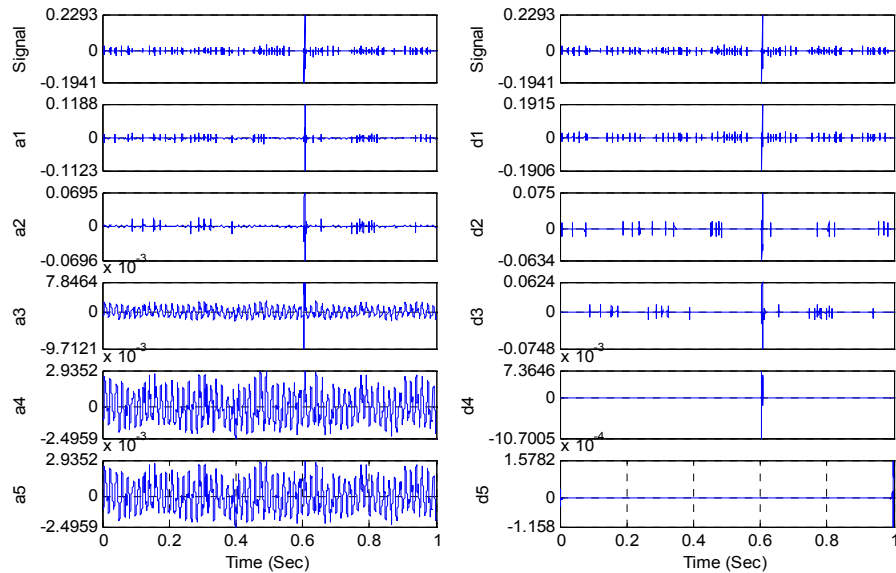 0.2293
Signal
0
-0.1941
0.1188
a1
0
-0.1123
0.0695
a2
0
-0.0696
x 10^-3
7.8464
a3
0
-9.7121
x 10^-3
2.9352
a4
0
-2.4959
x 10^-3
2.9352
a5
0
-2.4959
0 0.2 0.4 0.6 0.8 1
Time (Sec)
0.2293
Signal
0
-0.1941
0.1915
d1
0
-0.1906
0.075
d2
0
-0.0634
0.0624
d3
0
-0.0748
x 10^-3
7.3646
d4
0
-10.7005
x 10^-4
1.5782
d5
0
-1.158
0 0.2 0.4 0.6 0.8 1
Time (Sec)